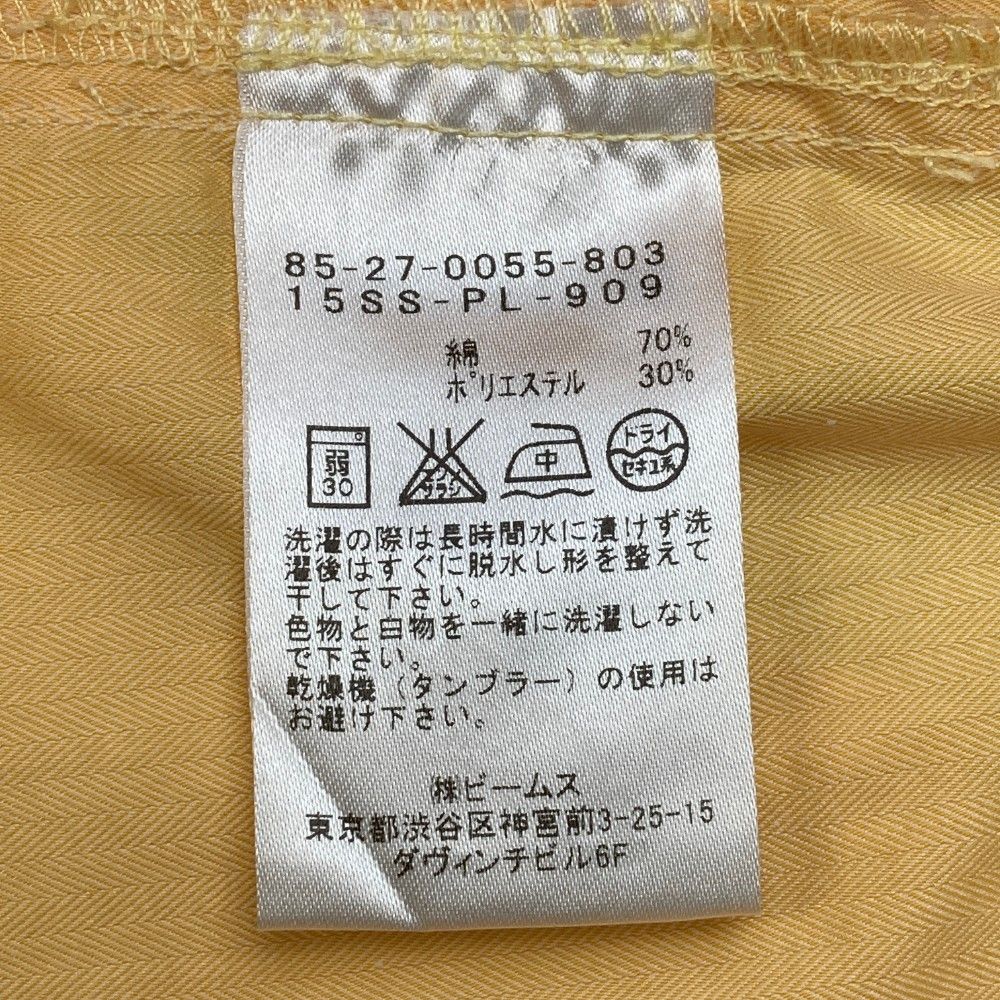 85-27-0055-803
15SS-PL-909
綿 70%
ポリエステル 30%
弱
30
エンソ
サラシ
中
ドライ
セキユ系
洗濯の際は長時間水に漬けず洗
濯後はすぐに脱水し形を整えて
干して下さい。
色物と白物を一緒に洗濯しない
で下さい。
乾燥機(タンブラー)の使用は
お避け下さい。
㈱ビームス
東京都渋谷区神宮前3-25-15
ダヴィンチビル6F